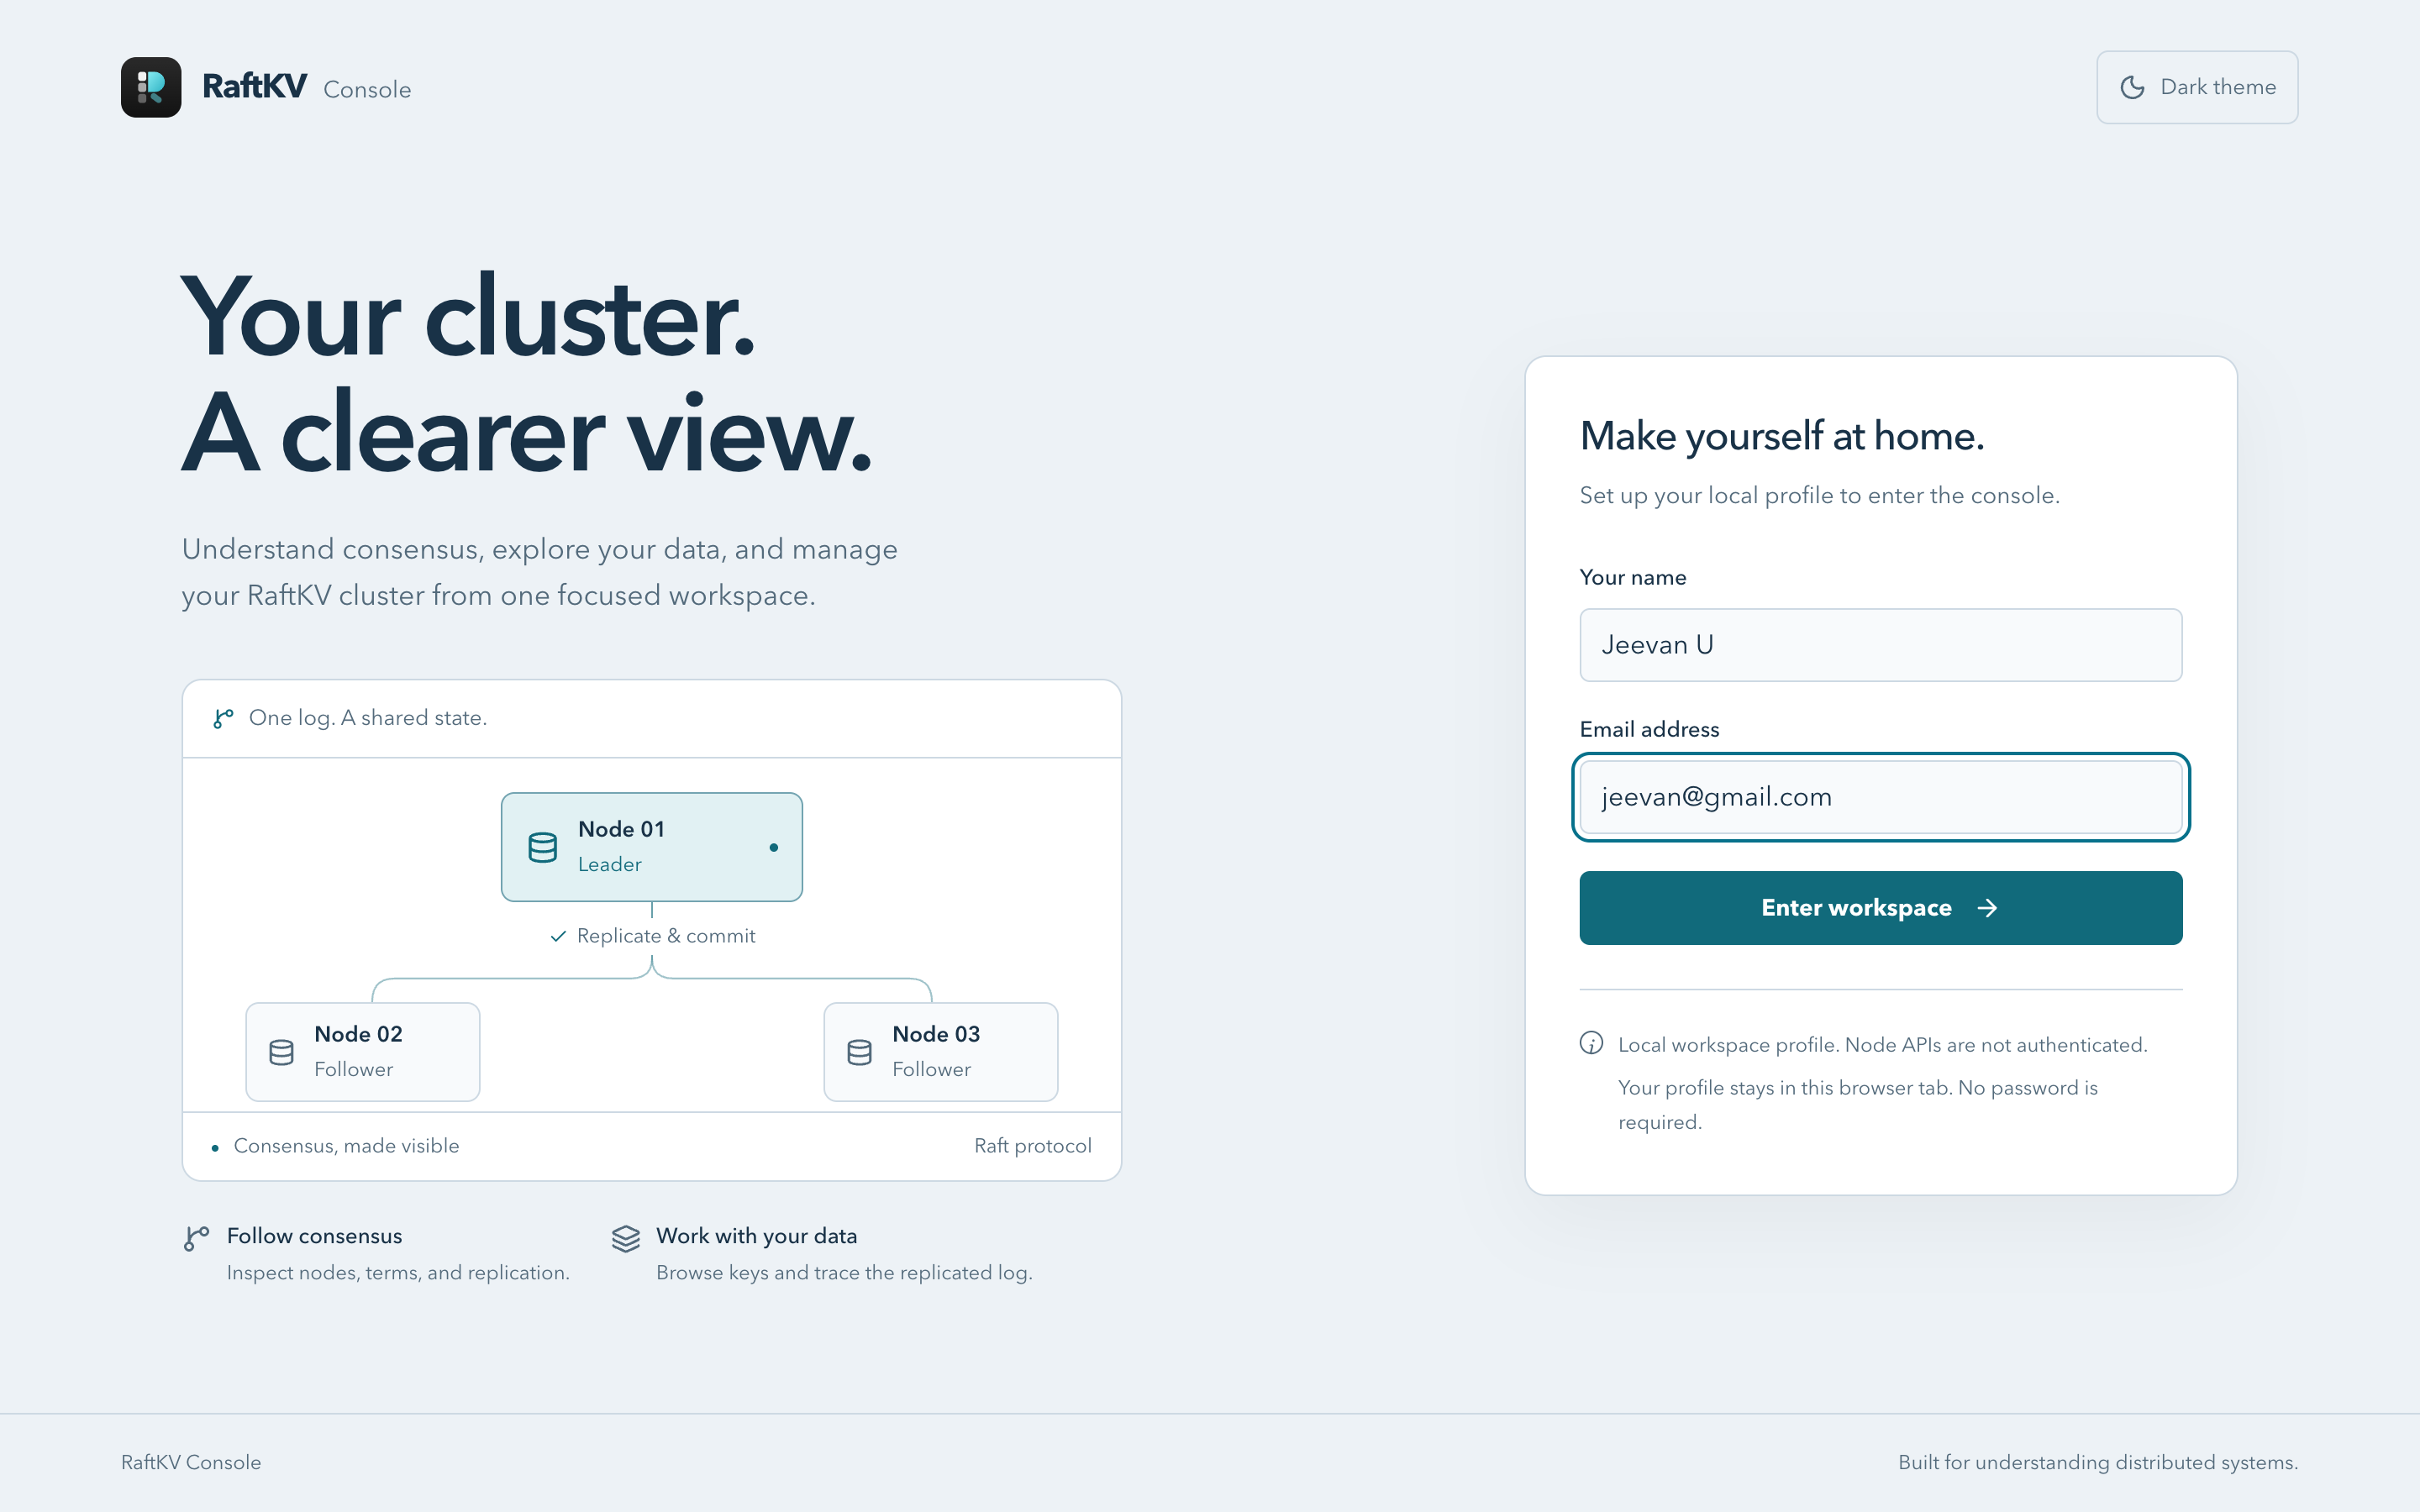 RaftKV Console
Dark theme
Your cluster.
A clearer view.
Understand consensus, explore your data, and manage
your RaftKV cluster from one focused workspace.
One log. A shared state.
Node 01
Leader
Replicate & commit
Node 02
Follower
Node 03
Follower
Consensus, made visible
Raft protocol
Follow consensus
Inspect nodes, terms, and replication.
Work with your data
Browse keys and trace the replicated log.
Make yourself at home.
Set up your local profile to enter the console.
Your name
Jeevan U
Email address
jeevan@gmail.com
Enter workspace
Local workspace profile. Node APIs are not authenticated.
Your profile stays in this browser tab. No password is
required.
RaftKV Console
Built for understanding distributed systems.